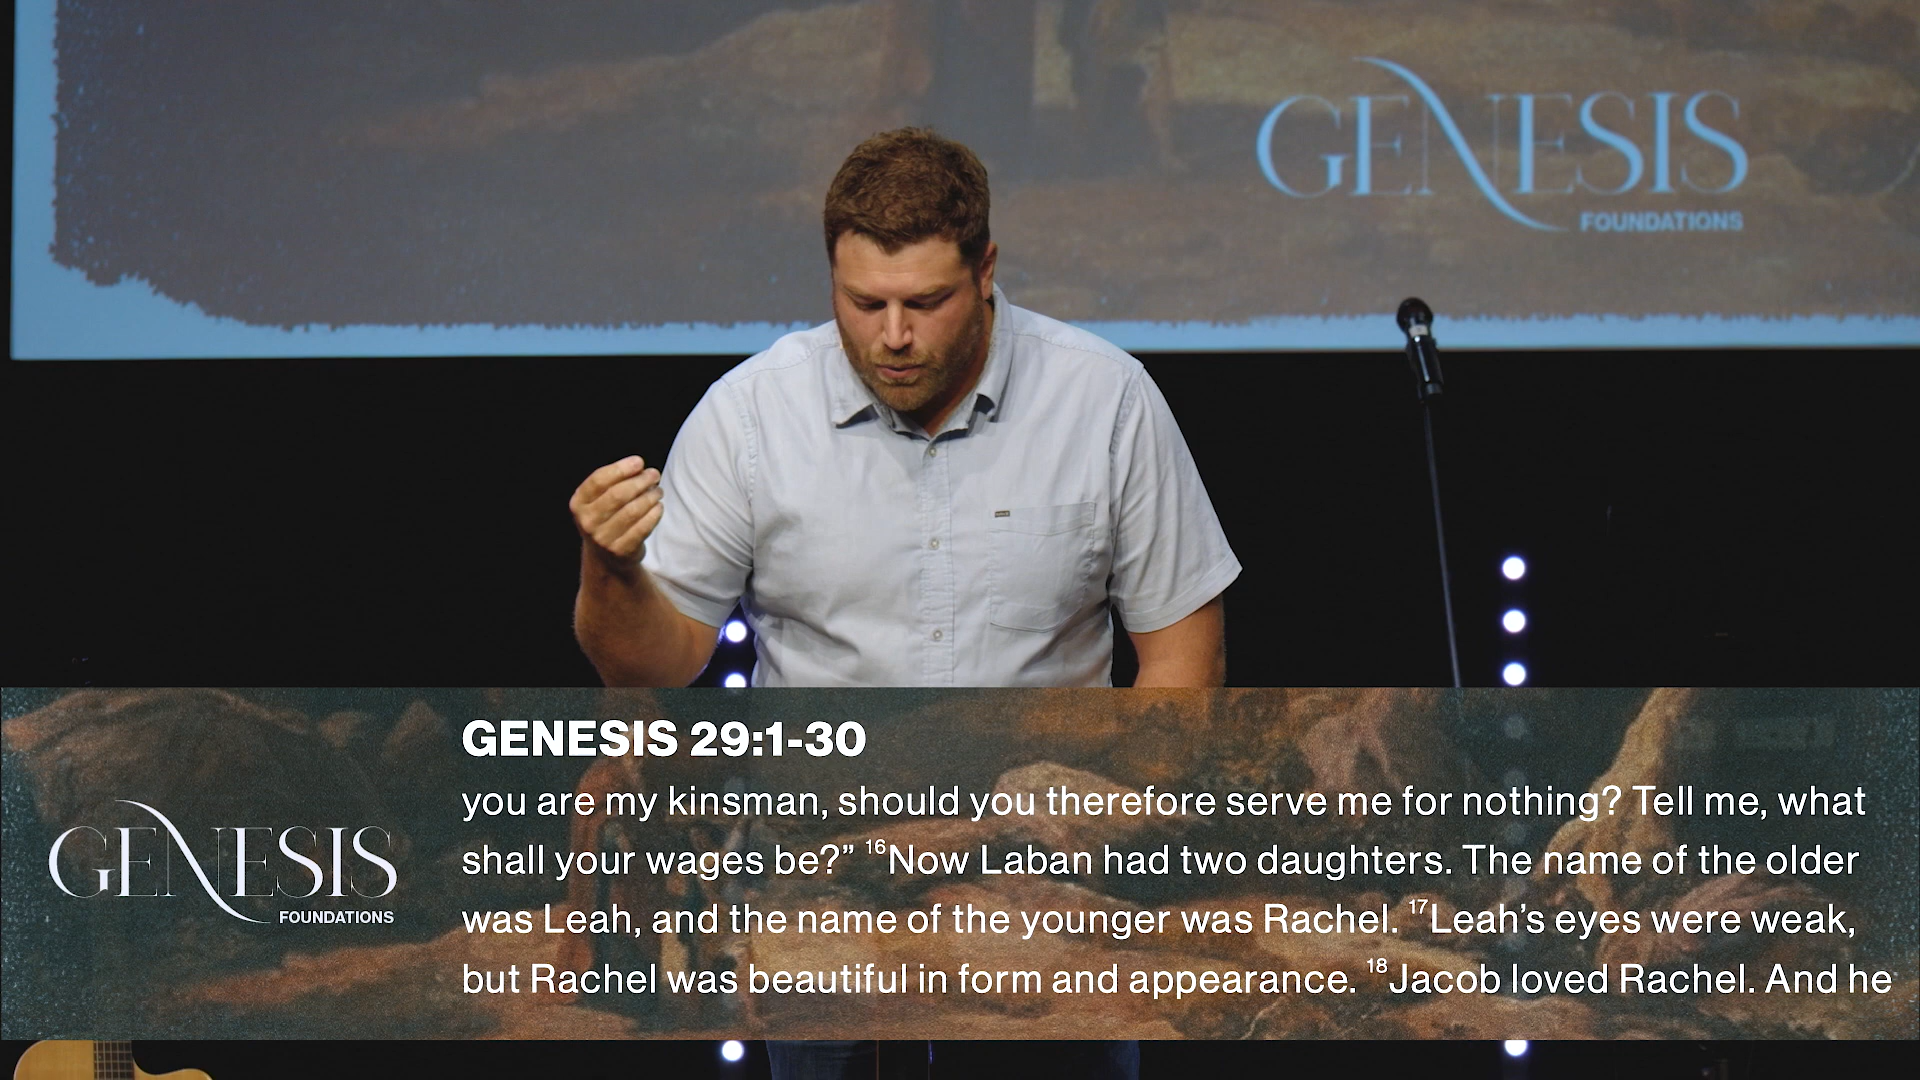 GENESIS
FOUNDATIONS
GENESIS
FOUNDATIONS
GENESIS 29:1-30
you are my kinsman, should you therefore serve me for nothing? Tell me, what
shall your wages be?” ¹⁶Now Laban had two daughters. The name of the older
was Leah, and the name of the younger was Rachel. ¹⁷Leah’s eyes were weak,
but Rachel was beautiful in form and appearance. ¹⁸Jacob loved Rachel. And he